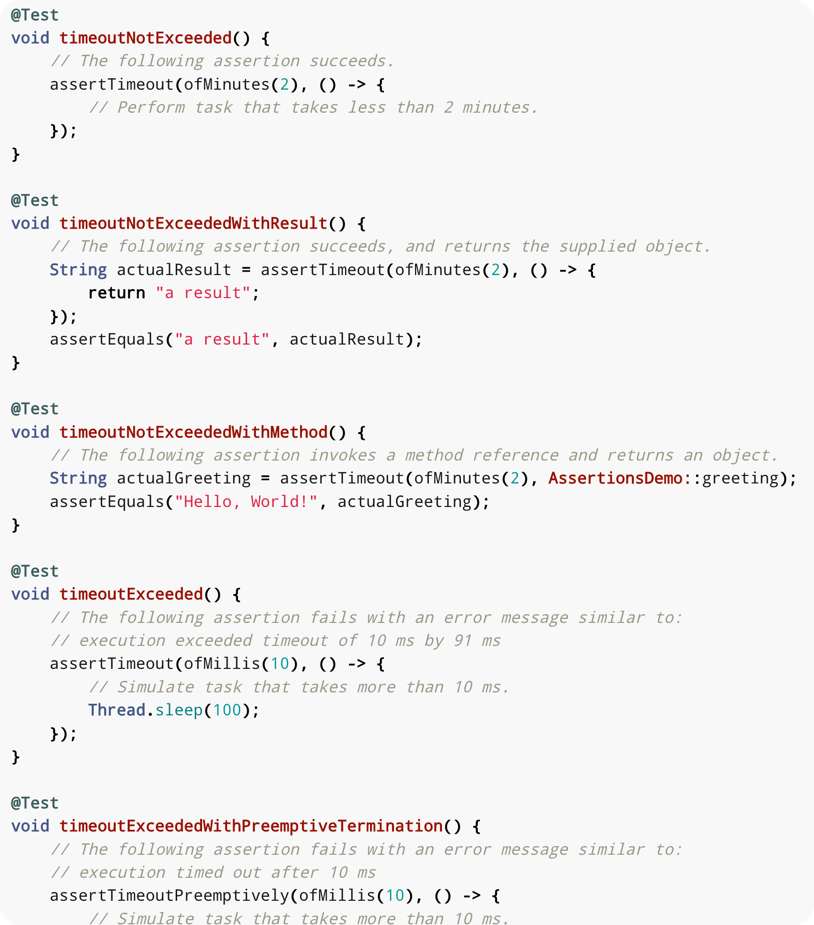 @Test
void timeoutNotExceeded() {
    // The following assertion succeeds.
    assertTimeout(ofMinutes(2), () -> {
        // Perform task that takes less than 2 minutes.
    });
}

@Test
void timeoutNotExceededWithResult() {
    // The following assertion succeeds, and returns the supplied object.
    String actualResult = assertTimeout(ofMinutes(2), () -> {
        return "a result";
    });
    assertEquals("a result", actualResult);
}

@Test
void timeoutNotExceededWithMethod() {
    // The following assertion invokes a method reference and returns an object.
    String actualGreeting = assertTimeout(ofMinutes(2), AssertionsDemo::greeting);
    assertEquals("Hello, World!", actualGreeting);
}

@Test
void timeoutExceeded() {
    // The following assertion fails with an error message similar to:
    // execution exceeded timeout of 10 ms by 91 ms
    assertTimeout(ofMillis(10), () -> {
        // Simulate task that takes more than 10 ms.
        Thread.sleep(100);
    });
}

@Test
void timeoutExceededWithPreemptiveTermination() {
    // The following assertion fails with an error message similar to:
    // execution timed out after 10 ms
    assertTimeoutPreemptively(ofMillis(10), () -> {
        // Simulate task that takes more than 10 ms.